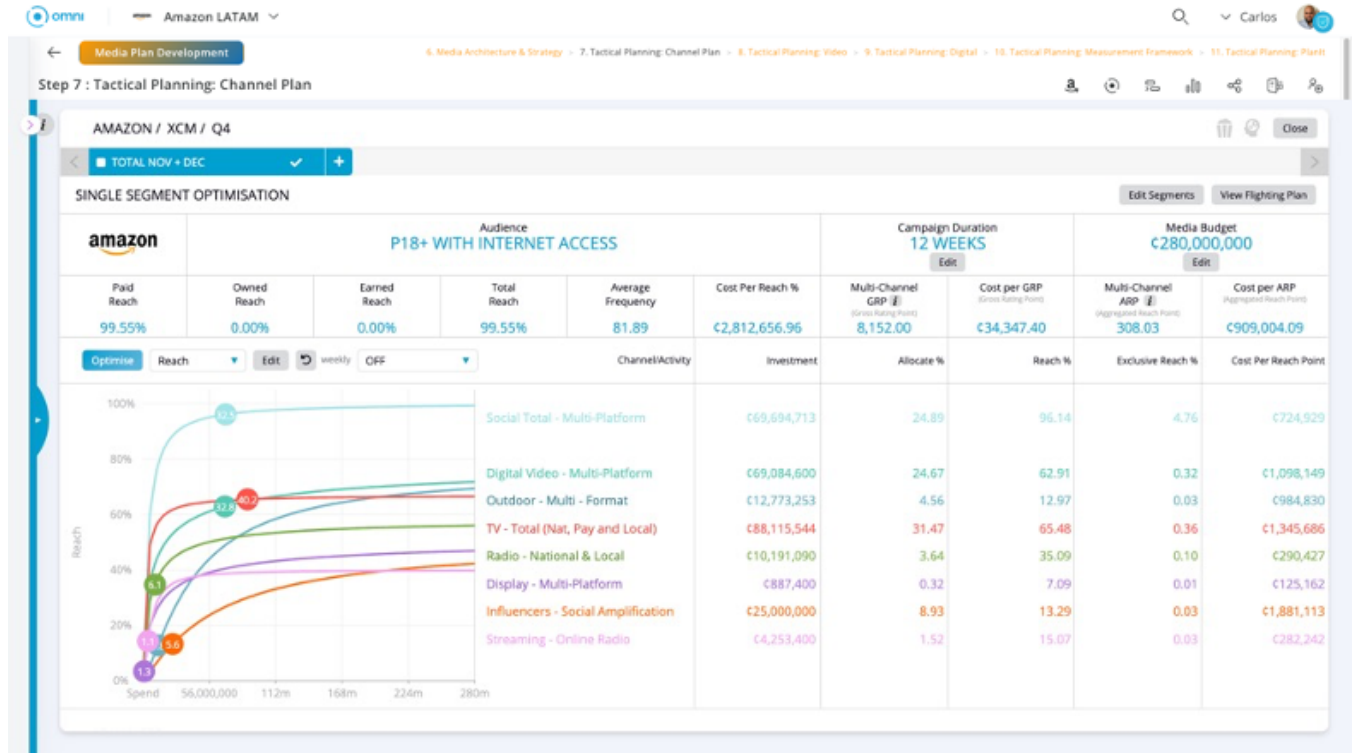 omni
Amazon LATAM
Carlos
Media Plan Development
6. Media Architecture & Strategy > 7. Tactical Planning: Channel Plan > 8. Tactical Planning: Video > 9. Tactical Planning: Digital > 10. Tactical Planning: Measurement Framework > 11. Tactical Planning: PlanIt
Step 7 : Tactical Planning: Channel Plan
a
i
AMAZON / XCM / Q4
Close
TOTAL NOV + DEC
+
SINGLE SEGMENT OPTIMISATION
Edit Segments
View Flighting Plan
amazon
Audience
P18+ WITH INTERNET ACCESS
Campaign Duration
12 WEEKS
Edit
Media Budget
₵280,000,000
Edit
Paid Reach
99.55%
Owned Reach
0.00%
Earned Reach
0.00%
Total Reach
99.55%
Average Frequency
81.89
Cost Per Reach %
₵2,812,656.96
Multi-Channel GRP i
(Gross Rating Point)
8,152.00
Cost per GRP
(Gross Rating Point)
₵34,347.40
Multi-Channel ARP i
(Aggregated Reach Point)
308.03
Cost per ARP
(Aggregated Reach Point)
₵909,004.09
Optimise
Reach
Edit
weekly
OFF
Channel/Activity Investment Allocate % Reach % Exclusive Reach % Cost Per Reach Point
Social Total - Multi-Platform ₵69,694,713 24.89 96.14 4.76 ₵724,929
Digital Video - Multi-Platform ₵69,084,600 24.67 62.91 0.32 ₵1,098,149
Outdoor - Multi - Format ₵12,773,253 4.56 12.97 0.03 ₵984,830
TV - Total (Nat, Pay and Local) ₵88,115,544 31.47 65.48 0.36 ₵1,345,686
Radio - National & Local ₵10,191,090 3.64 35.09 0.10 ₵290,427
Display - Multi-Platform ₵887,400 0.32 7.09 0.01 ₵125,162
Influencers - Social Amplification ₵25,000,000 8.93 13.29 0.03 ₵1,881,113
Streaming - Online Radio ₵4,253,400 1.52 15.07 0.03 ₵282,242
100%
80%
60%
40%
20%
0%
Reach
32.5
32.8
40.2
6.1
1.1
5.6
1.3
Spend 56,000,000 112m 168m 224m 280m